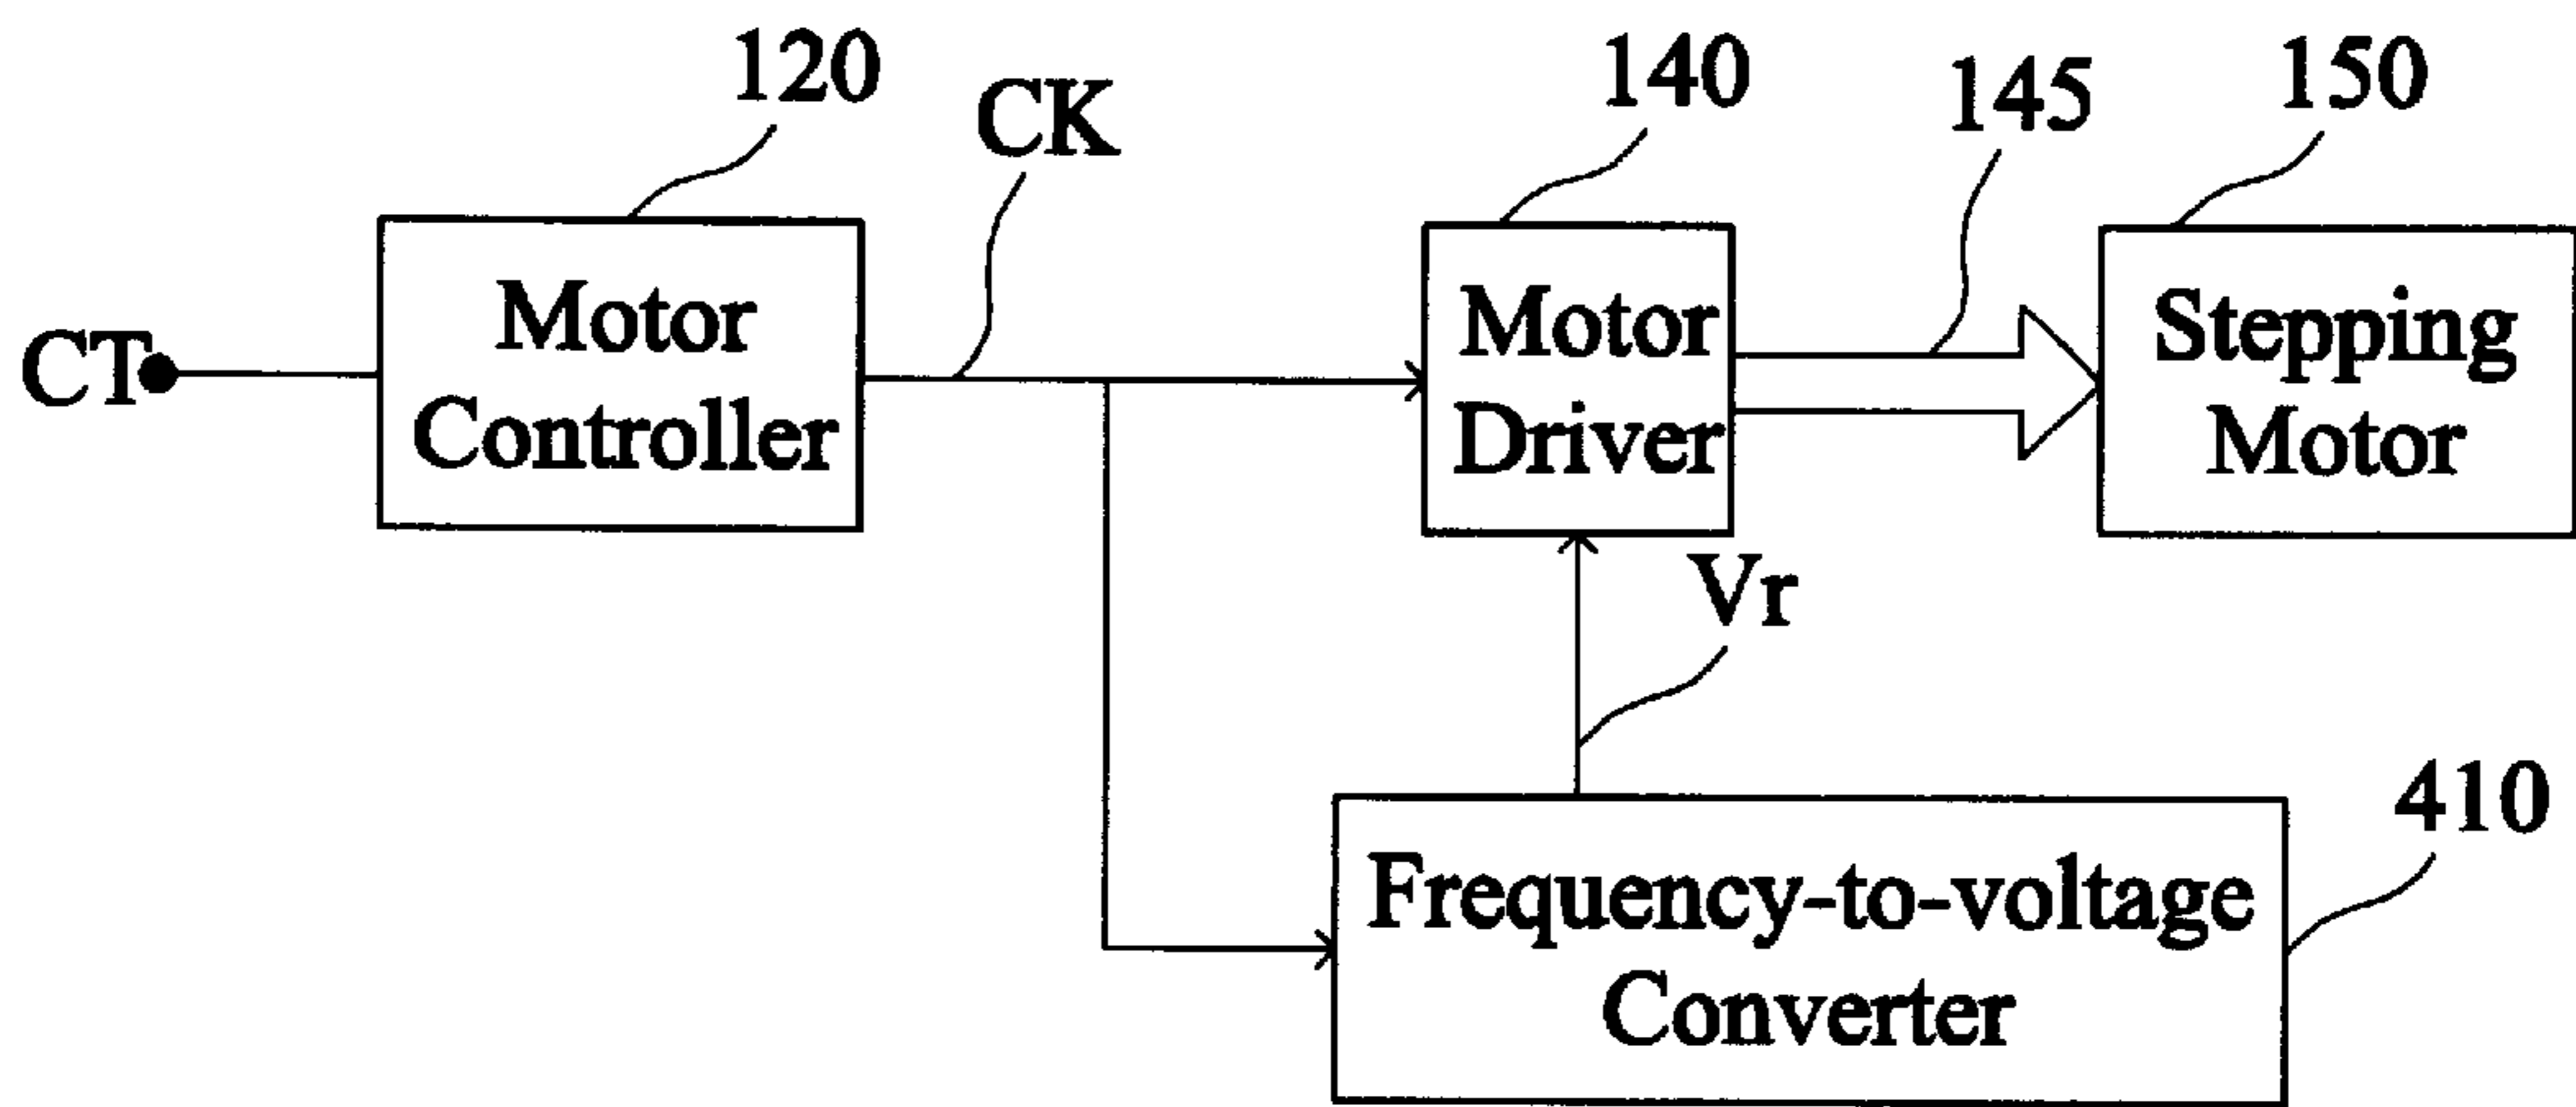 120
CK
140
145
150
CT
Motor
Controller
Motor
Driver
Stepping
Motor
Vr
410
Frequency-to-voltage
Converter